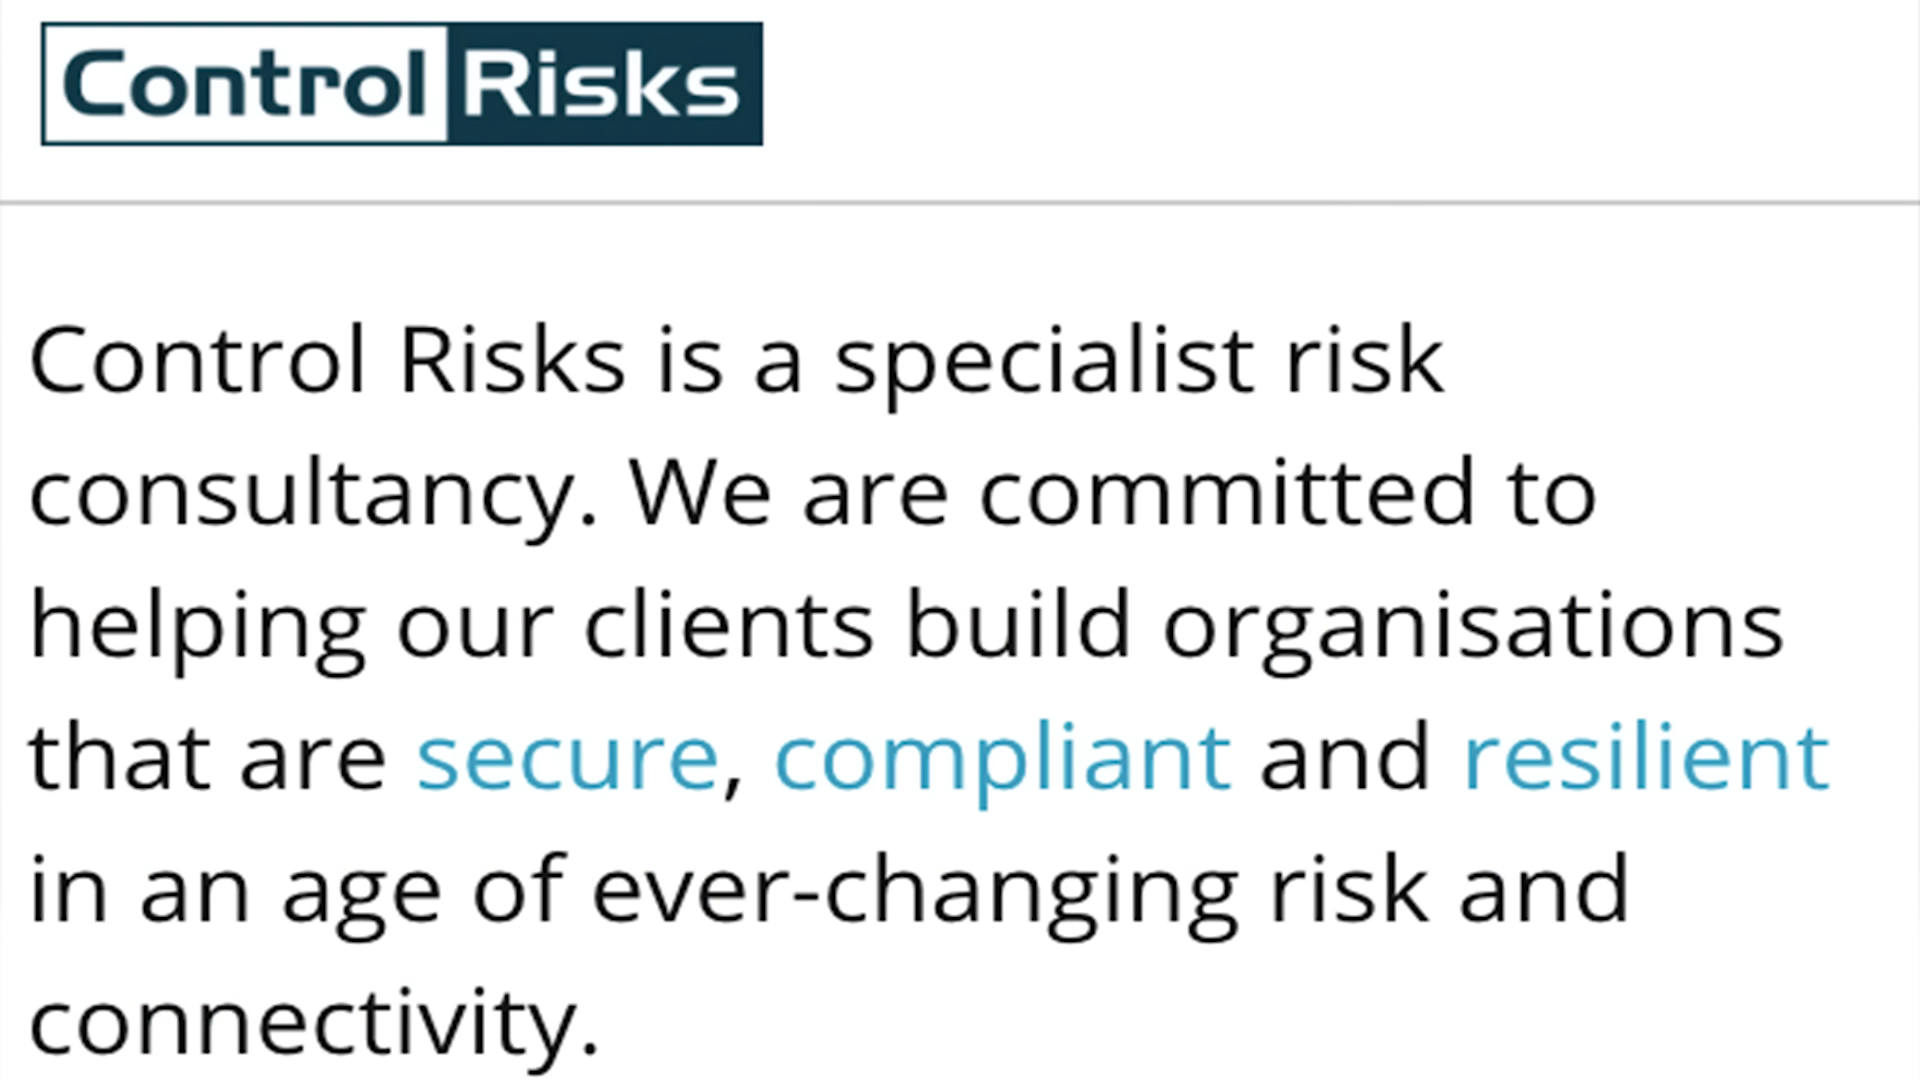 Control Risks
Control Risks is a specialist risk
consultancy. We are committed to
helping our clients build organisations
that are secure, compliant and resilient
in an age of ever-changing risk and
connectivity.